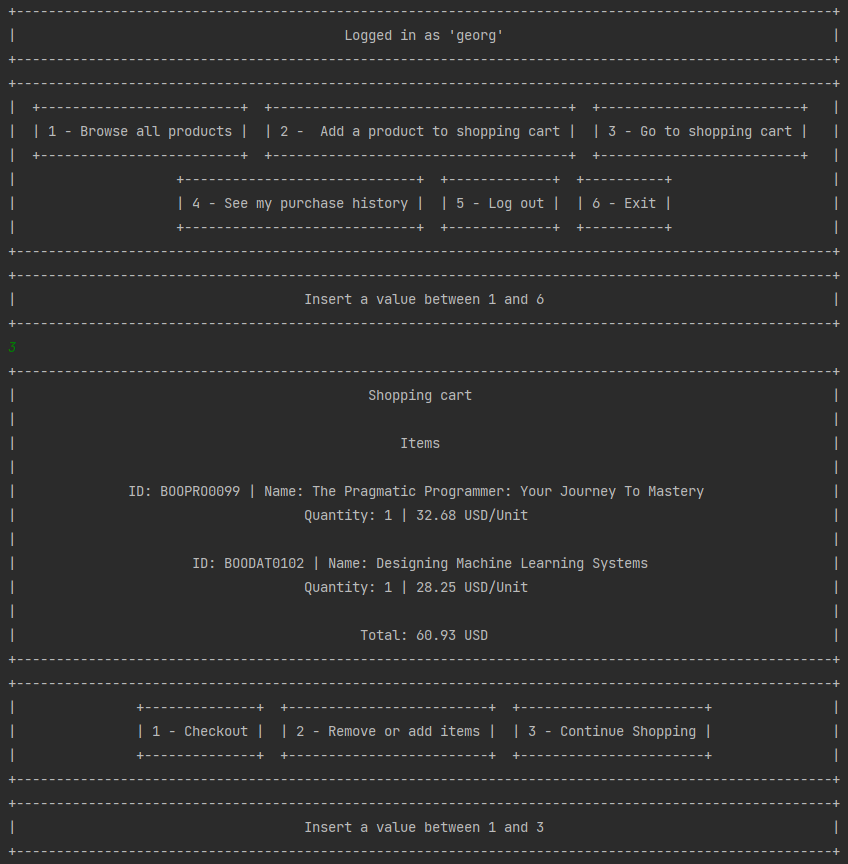 Logged in as 'georg'
1 - Browse all products | 2 -  Add a product to shopping cart | 3 - Go to shopping cart
4 - See my purchase history | 5 - Log out | 6 - Exit
Insert a value between 1 and 6
3
Shopping cart
Items
ID: BOOPRO0099 | Name: The Pragmatic Programmer: Your Journey To Mastery
Quantity: 1 | 32.68 USD/Unit
ID: BOODAT0102 | Name: Designing Machine Learning Systems
Quantity: 1 | 28.25 USD/Unit
Total: 60.93 USD
1 - Checkout | 2 - Remove or add items | 3 - Continue Shopping
Insert a value between 1 and 3